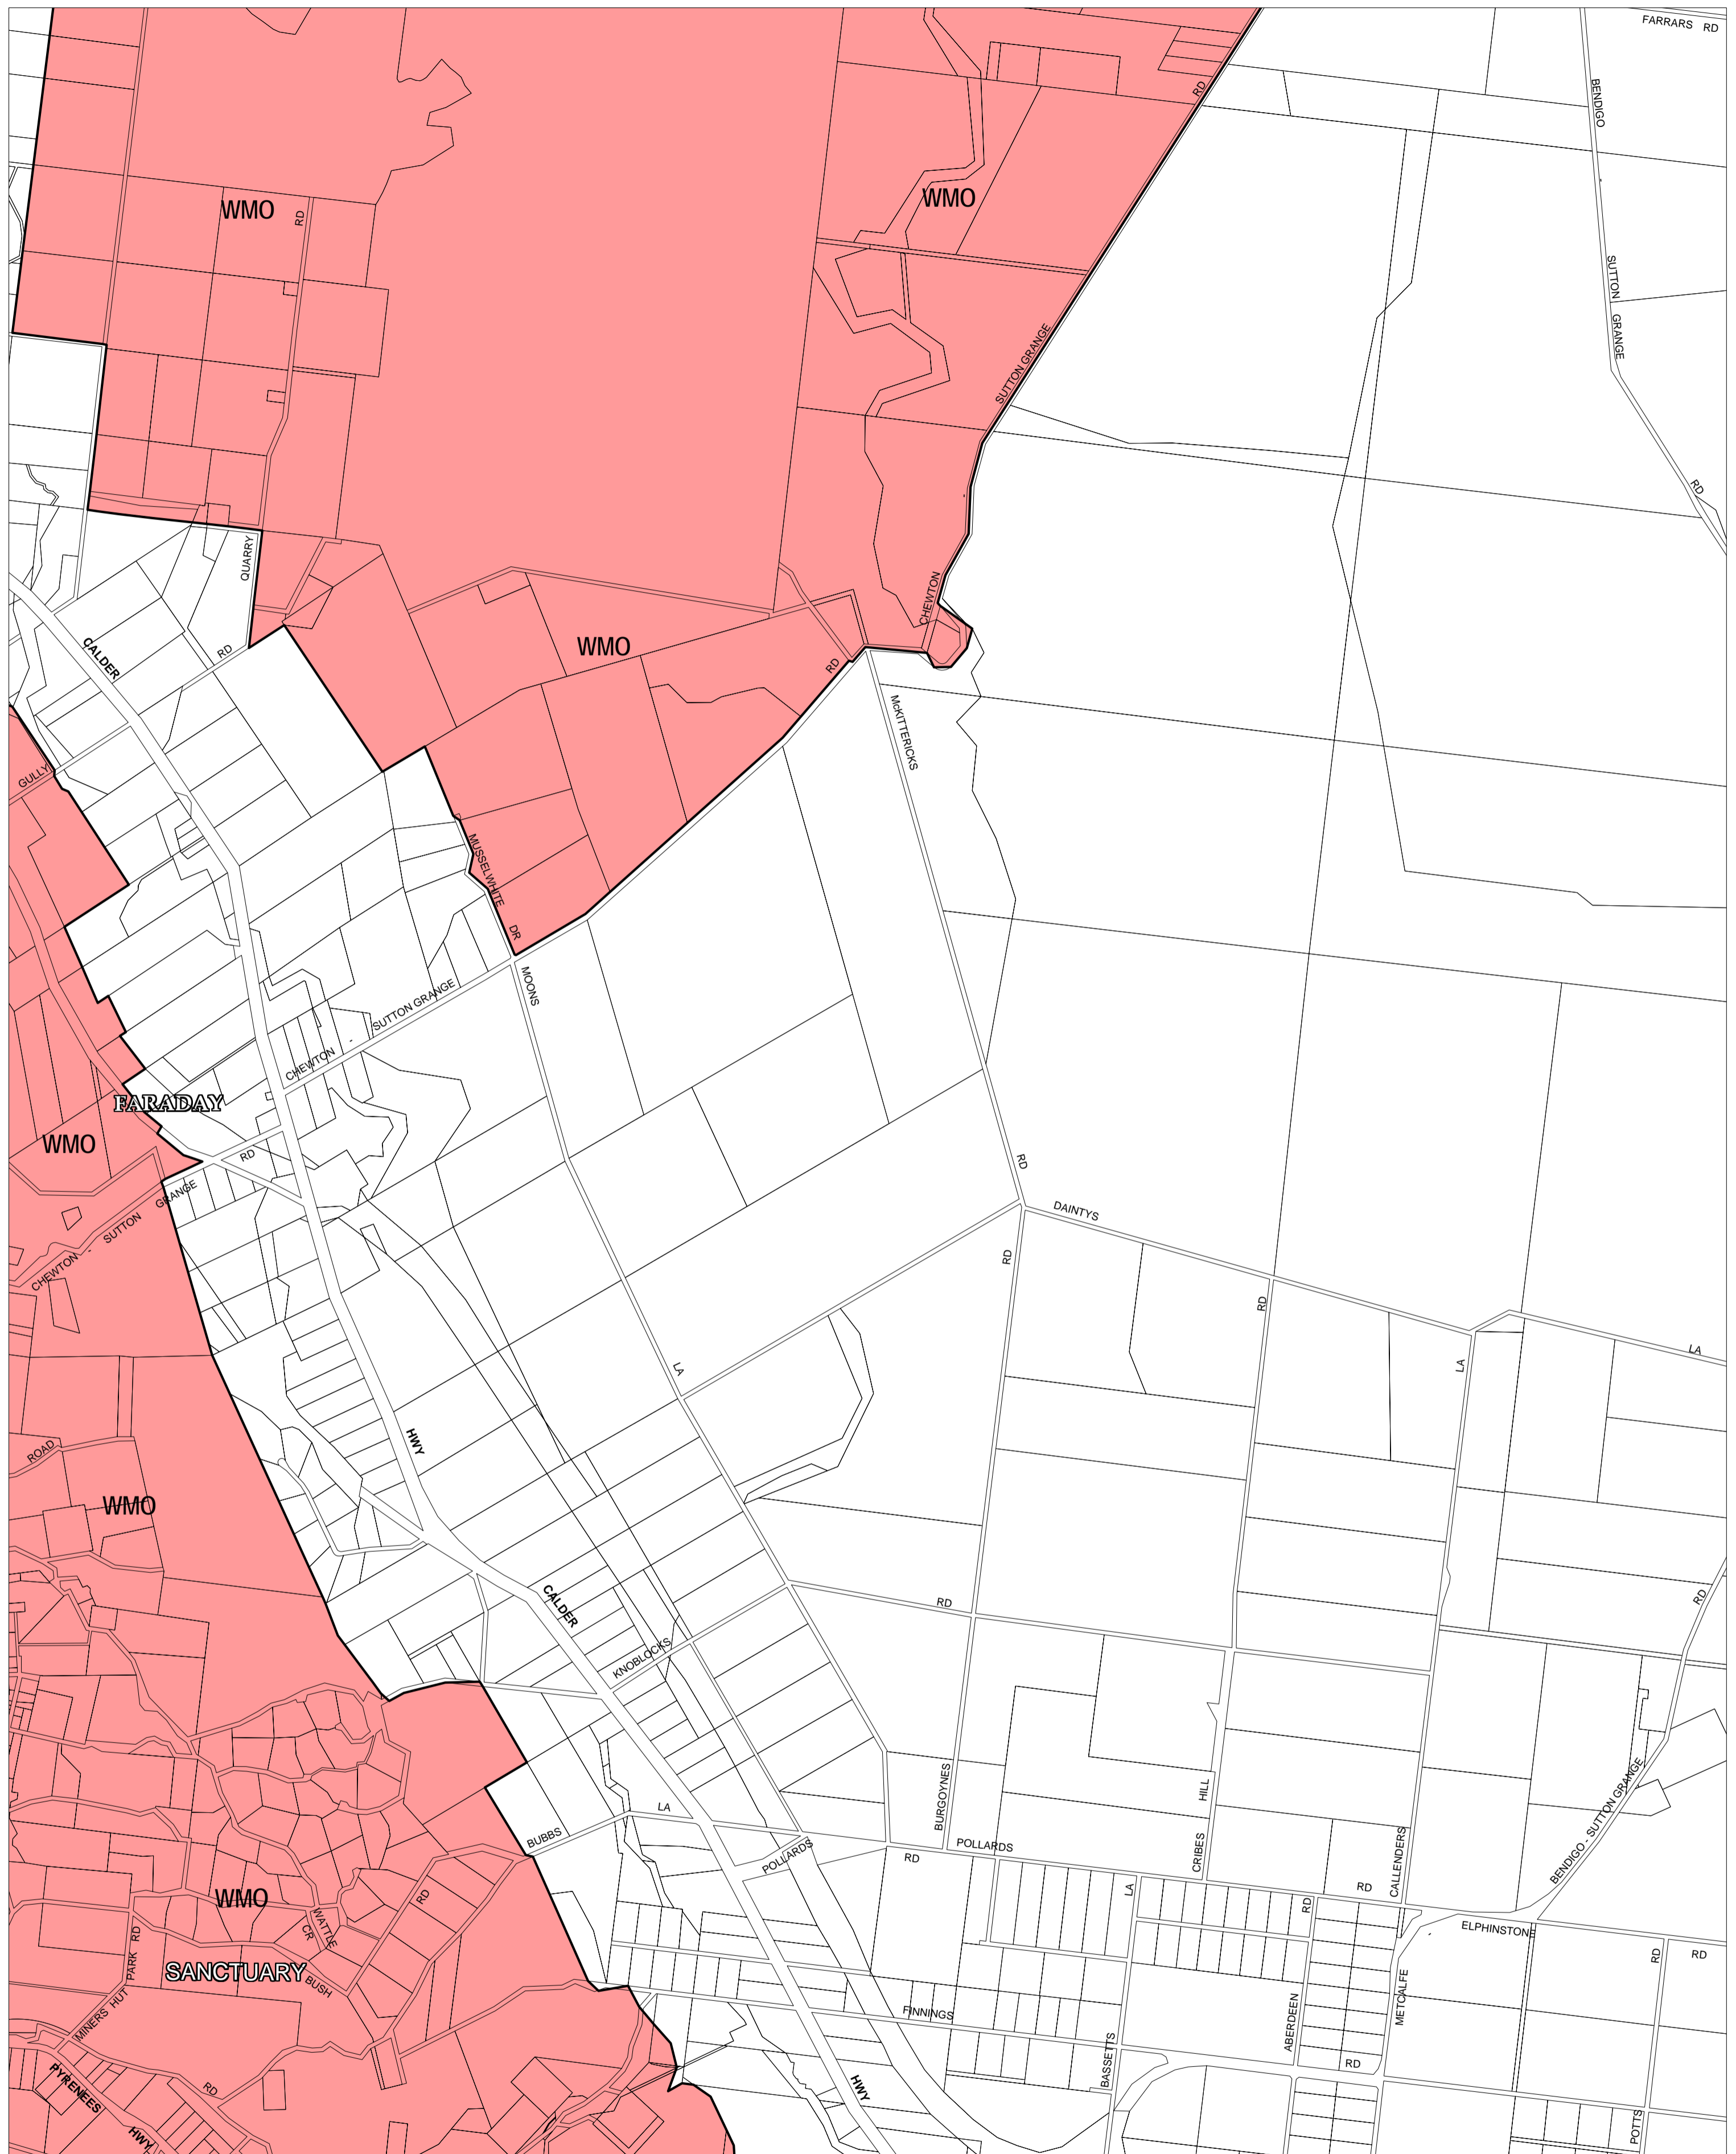 FARRARS RD
BENDIGO
RD
WMO
RD
WMO
SUTTON
GRANGE
SUTTON GRANGE
RD
QUARRY
CHEWTON
CALDER
RD
WMO
RD
McKITTERICKS
GULLY
MUSSELWHITE
DR
MOONS
SUTTON GRANGE
-
CHEWTON
FARADAY
WMO
RD
RD
GRANGE
SUTTON
-
CHEWTON
DAINTYS
RD
RD
LA
LA
LA
HWY
ROAD
WMO
CALDER
RD
RD
KNOBLOCKS
BURGOYNES
HILL
BENDIGO - SUTTON GRANGE
LA
BUBBS
POLLARDS
POLLARDS
RD
CRIBES
CALLENDERS
RD
LA
RD
WMO
RD
WATTLE
CR
RD
PARK
ELPHINSTONE
RD
RD
SANCTUARY
BUSH
MINERS HUT
FINNINGS
METCALFE
ABERDEEN
BASSETTS
RD
PYRENEES
RD
HWY
HWY
POTTS